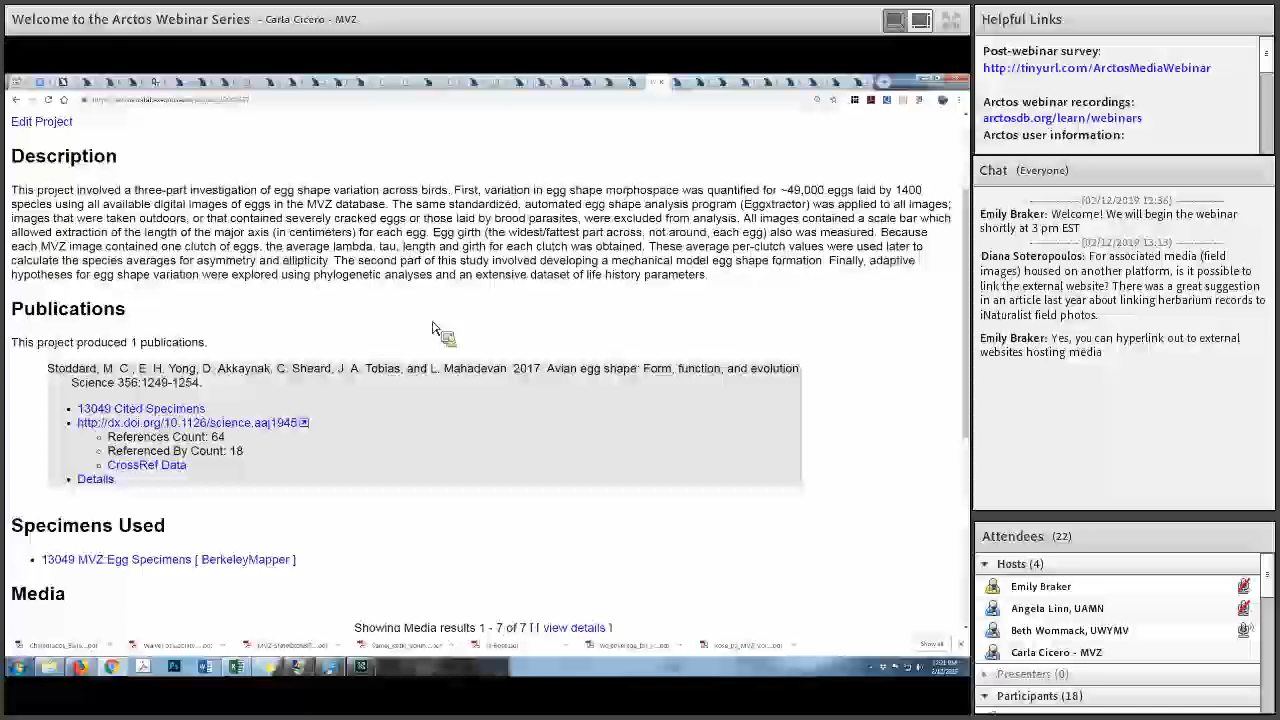 Welcome to the Arctos Webinar Series - Carla Cicero - MVZ
Edit Project
Description
This project involved a three-part investigation of egg shape variation across birds. First, variation in egg shape morphospace was quantified for ~49,000 eggs laid by 1400
species using all available digital images of eggs in the MVZ database. The same standardized, automated egg shape analysis program (Eggxtractor) was applied to all images;
images that were taken outdoors, or that contained severely cracked eggs or those laid by brood parasites, were excluded from analysis. All images contained a scale bar which
allowed extraction of the length of the major axis (in centimeters) for each egg. Egg girth (the widest/fattest part across, not around, each egg) also was measured. Because
each MVZ image contained one clutch of eggs, the average lambda, tau, length and girth for each clutch was obtained. These average per-clutch values were used later to
calculate the species averages for asymmetry and ellipticity. The second part of this study involved developing a mechanical model egg shape formation. Finally, adaptive
hypotheses for egg shape variation were explored using phylogenetic analyses and an extensive dataset of life history parameters.
Publications
This project produced 1 publications.
Stoddard, M. C., E. H. Yong, D. Akkaynak, C. Sheard, J. A. Tobias, and L. Mahadevan. 2017. Avian egg shape: Form, function, and evolution.
Science 356:1249-1254.
13049 Cited Specimens
http://dx.doi.org/10.1126/science.aaj1945
References Count: 64
Referenced By Count: 18
CrossRef Data
Details
Specimens Used
13049 MVZ:Egg Specimens [ BerkeleyMapper ]
Media
Showing Media results 1 - 7 of 7 [ [ view details ]
Show all
Helpful Links
Post-webinar survey:
http://tinyurl.com/ArctosMediaWebinar
Arctos webinar recordings:
arctosdb.org/learn/webinars
Arctos user information:
Chat (Everyone)
(02/12/2019 12:36)
Emily Braker: Welcome! We will begin the webinar
shortly at 3 pm EST
(02/12/2019 13:13)
Diana Soteropoulos: For associated media (field
images) housed on another platform, is it possible to
link the external website? There was a great suggestion
in an article last year about linking herbarium records to
iNaturalist field photos.
Emily Braker: Yes, you can hyperlink out to external
websites hosting media
Attendees (22)
Hosts (4)
Emily Braker
Angela Linn, UAMN
Beth Wommack, UWYMV
Carla Cicero - MVZ
Presenters (0)
Participants (18)